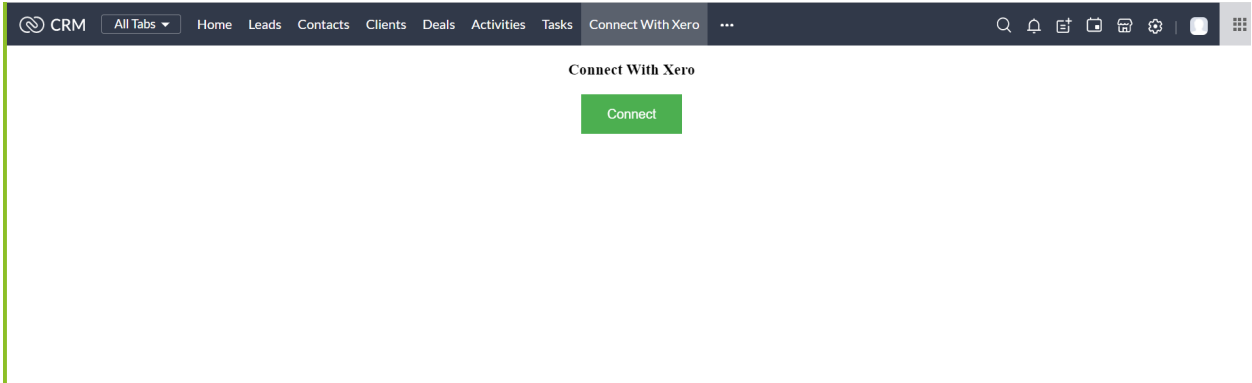 CRM All Tabs Home Leads Contacts Clients Deals Activities Tasks Connect With Xero ...
Connect With Xero
Connect